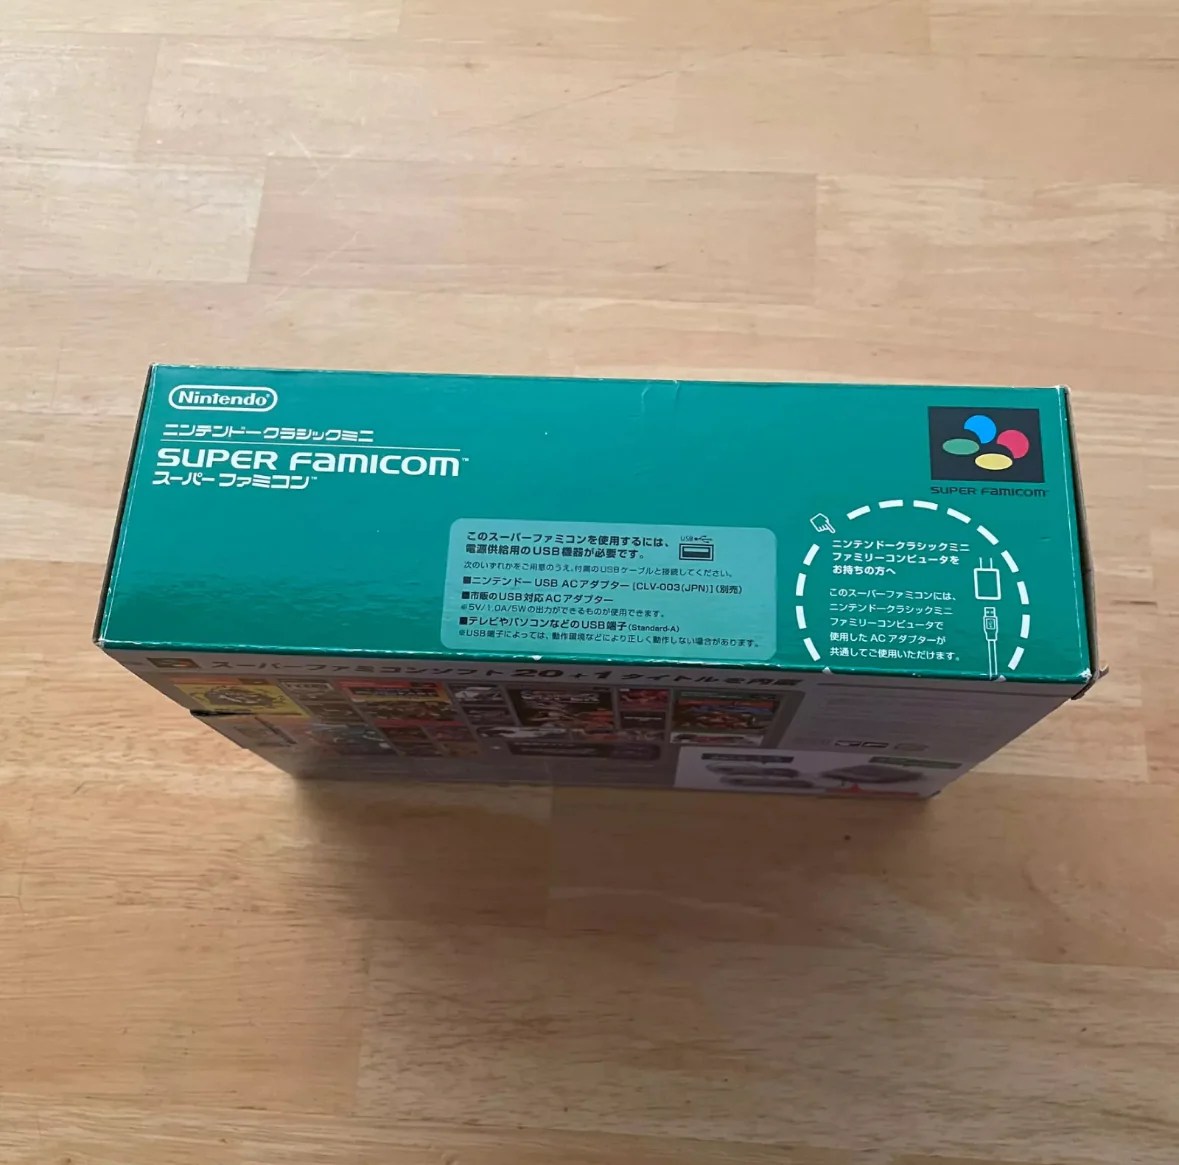 Nintendo
ニンテンドークラシックミニ
SUPER FAMICOM™
スーパーファミコン™
SUPER FAMICOM™
このスーパーファミコンを使用するには、
電源供給用のUSB機器が必要です。
USB
次のいずれかをご用意のうえ、付属のUSBケーブルと接続してください。
■ニンテンドーUSB ACアダプター [CLV-003(JPN)] (別売)
■市販のUSB対応ACアダプター
※5V/1.0A/5Wの出力ができるものが使用できます。
■テレビやパソコンなどのUSB端子(Standard-A)
※USB端子によっては、動作環境などにより正しく動作しない場合があります。
ニンテンドークラシックミニ
ファミリーコンピュータを
お持ちの方へ
このスーパーファミコンには、
ニンテンドークラシックミニ
ファミリーコンピュータで
使用した ACアダプターが
共通してご使用いただけます。
スーパーファミコンソフト 20+1 タイトルを内蔵